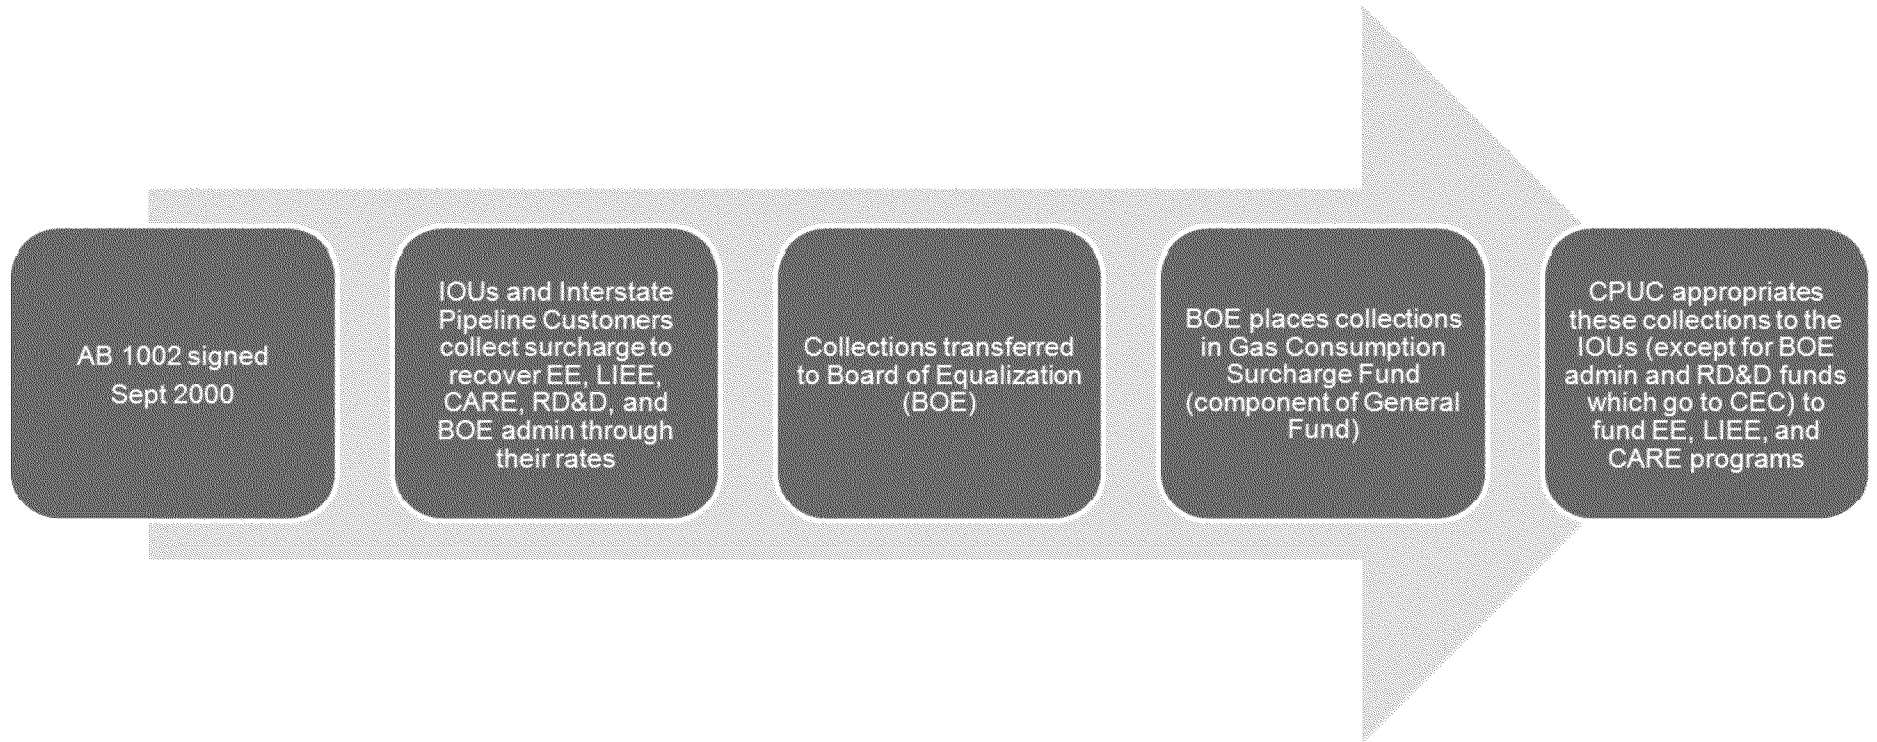 AB 1002 signed
Sept 2000
IOUs and Interstate
Pipeline Customers
collect surcharge to
recover EE, LIEE,
CARE, RD&D, and
BOE admin through
their rates
Collections transferred
to Board of Equalization
(BOE)
BOE places collections
in Gas Consumption
Surcharge Fund
(component of General
Fund)
CPUC appropriates
these collections to the
IOUs (except for BOE
admin and RD&D funds
which go to CEC) to
fund EE, LIEE, and
CARE programs